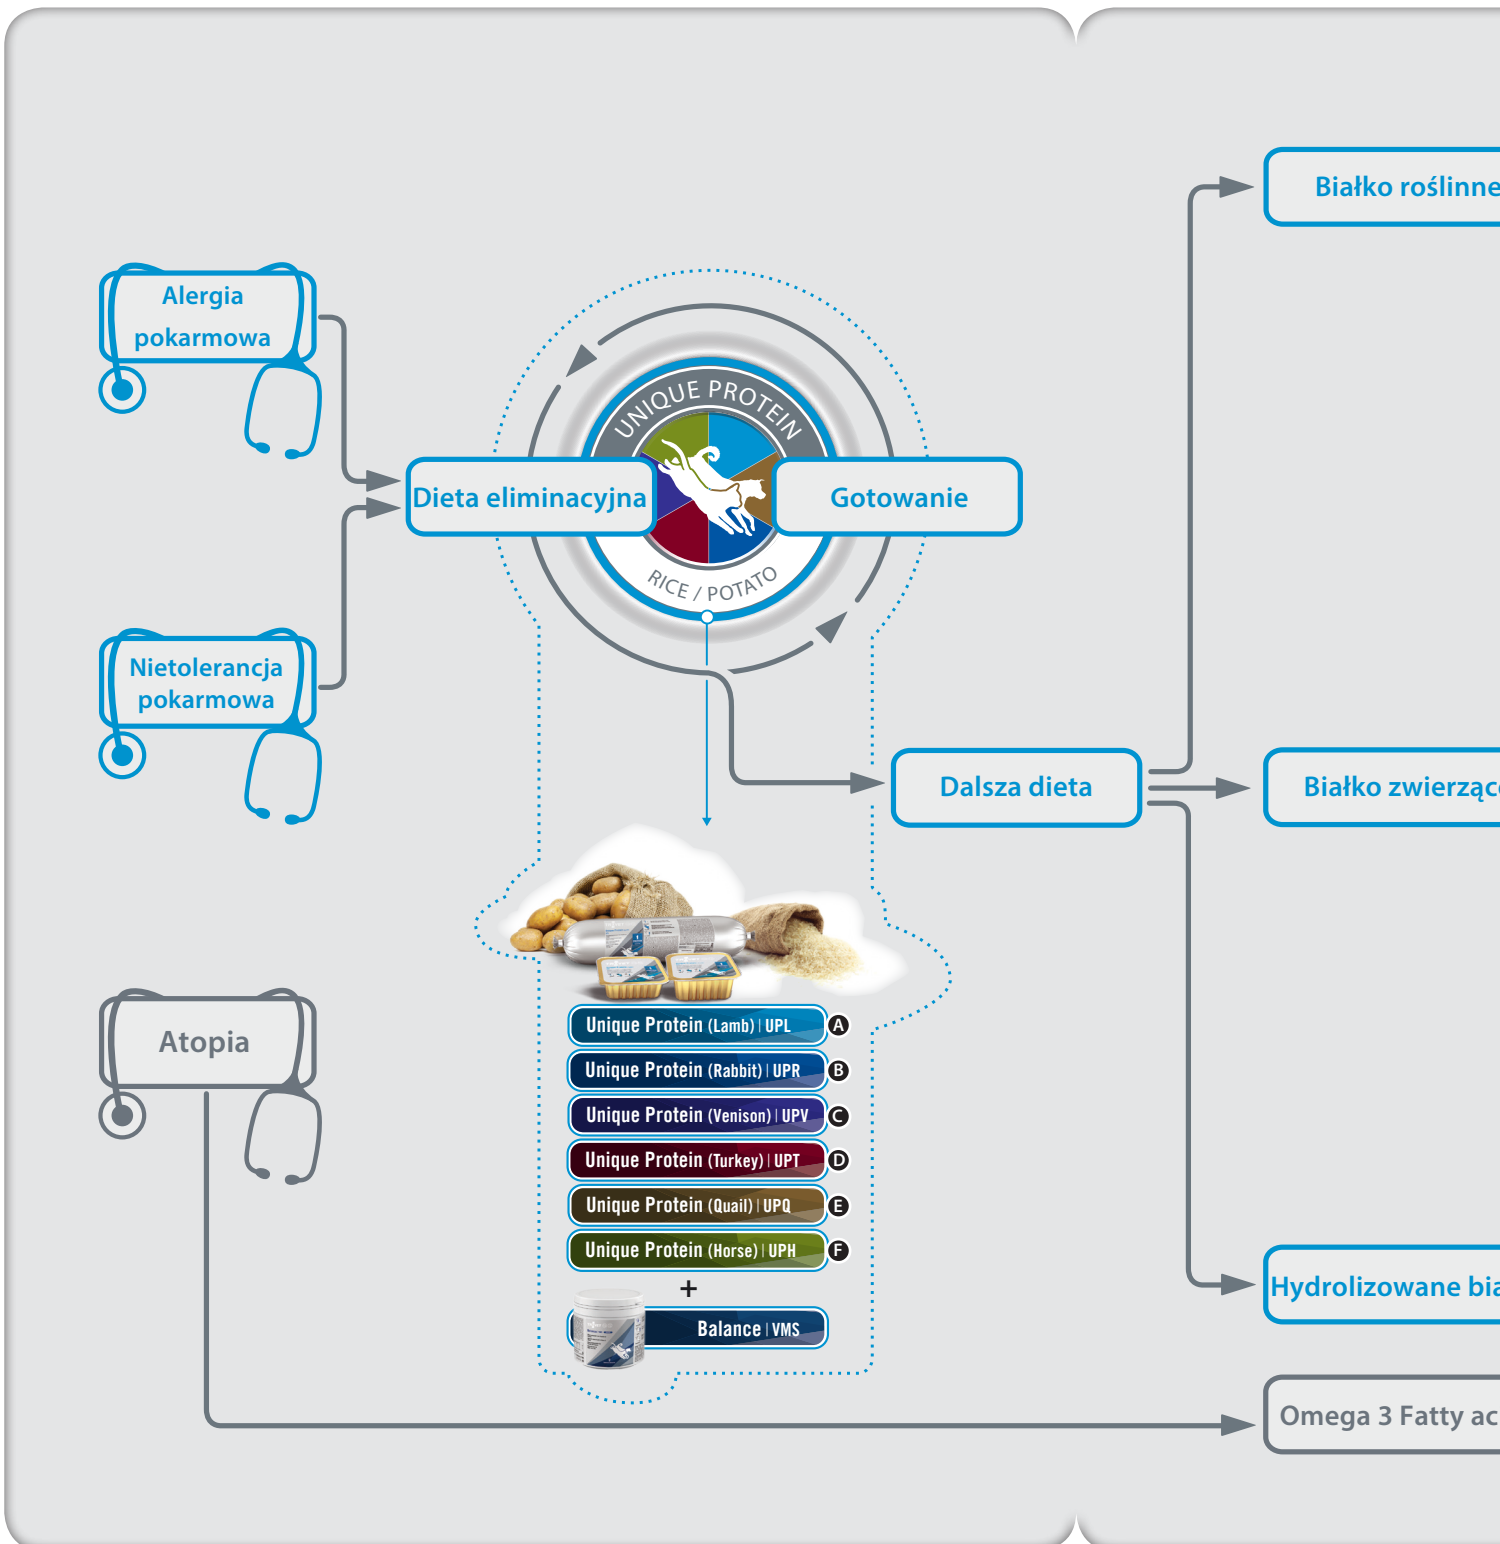 Białko roślinne
Alergia
pokarmowa
UNIQUE PROTEIN
Dieta eliminacyjna
Gotowanie
RICE / POTATO
Nietolerancja
pokarmowa
Dalsza dieta
Białko zwierzęc
Atopia
Unique Protein (Lamb) | UPL A
Unique Protein (Rabbit) | UPR B
Unique Protein (Venison) | UPV C
Unique Protein (Turkey) | UPT D
Unique Protein (Quail) | UPQ E
Unique Protein (Horse) | UPH F
+
Hydrolizowane bia
Balance | VMS
Omega 3 Fatty ac